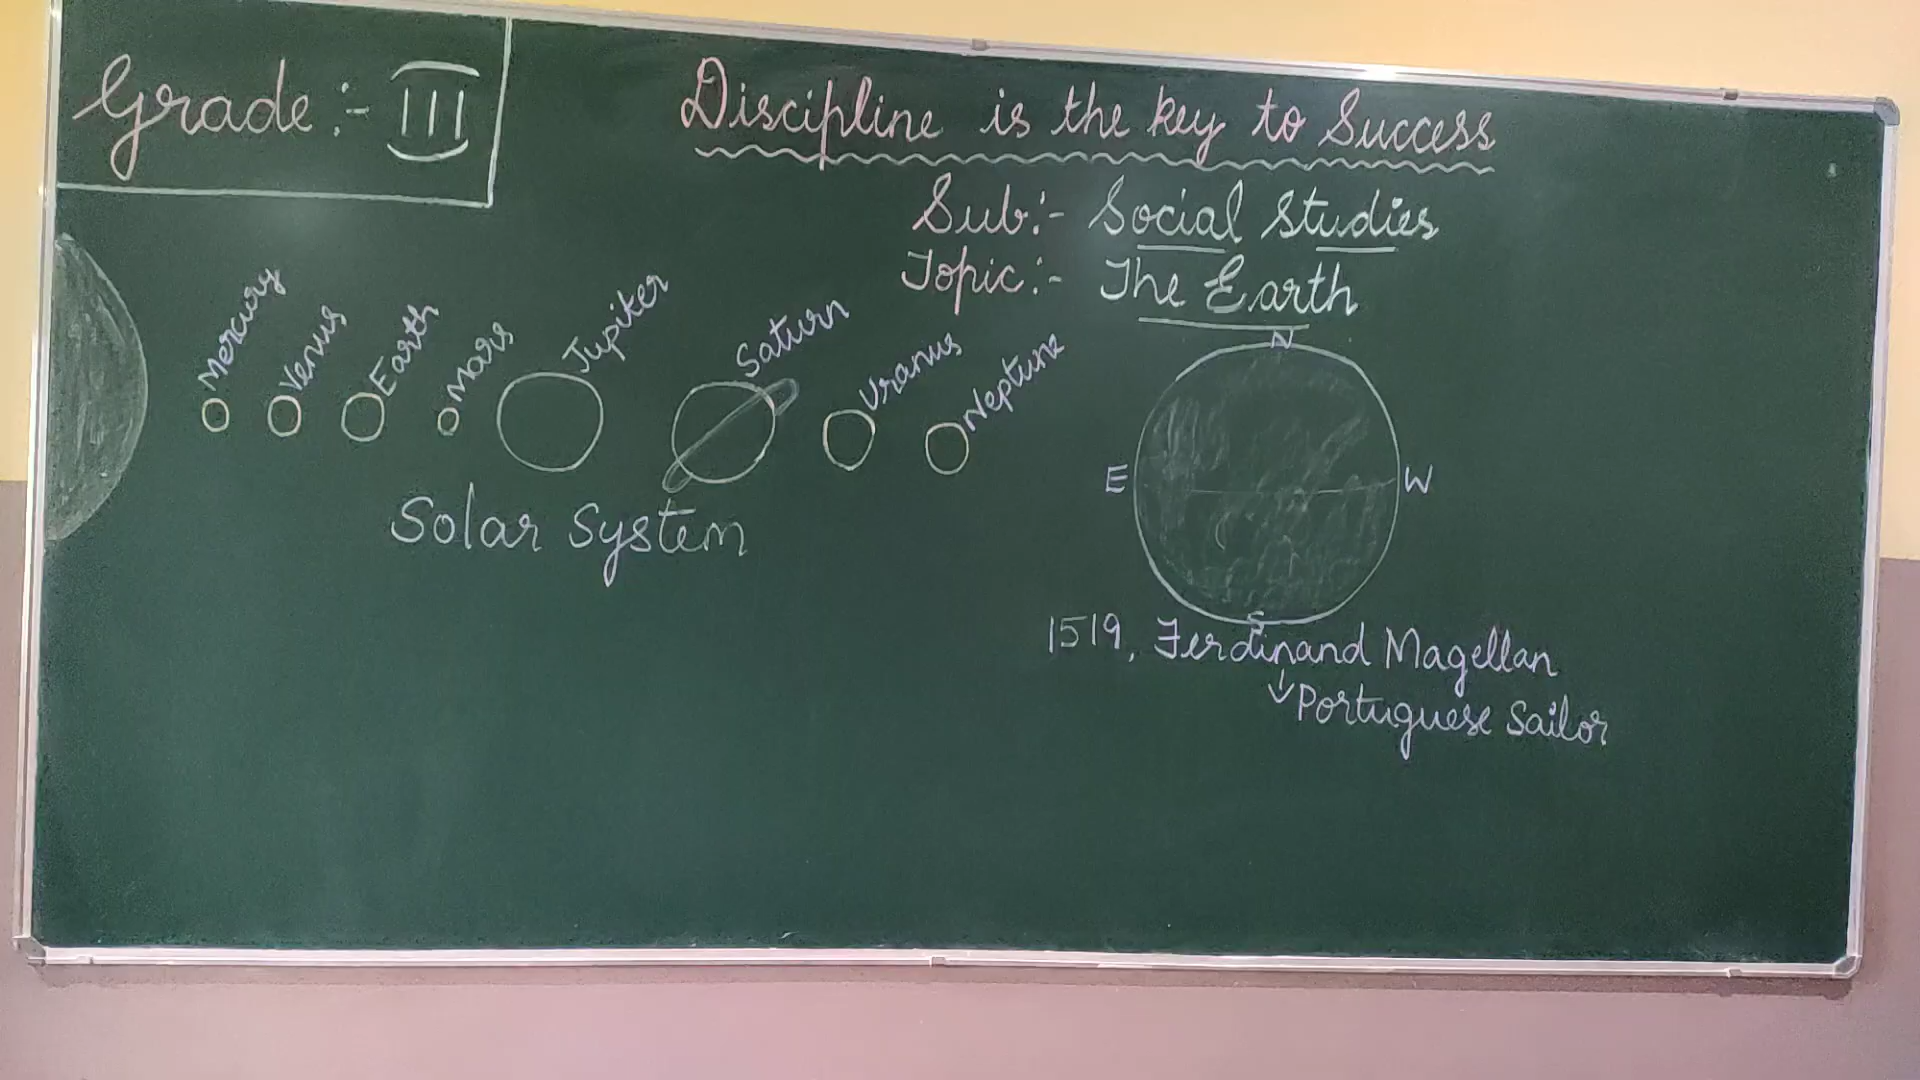 Grade:- III
Discipline is the key to Success
Sub:- Social Studies
Topic:- The Earth
Mercury
Venus
Earth
Mars
Jupiter
Saturn
Uranus
Neptune
Solar System
N
E
W
S
1519, Ferdinand Magellan
↓ Portuguese Sailor